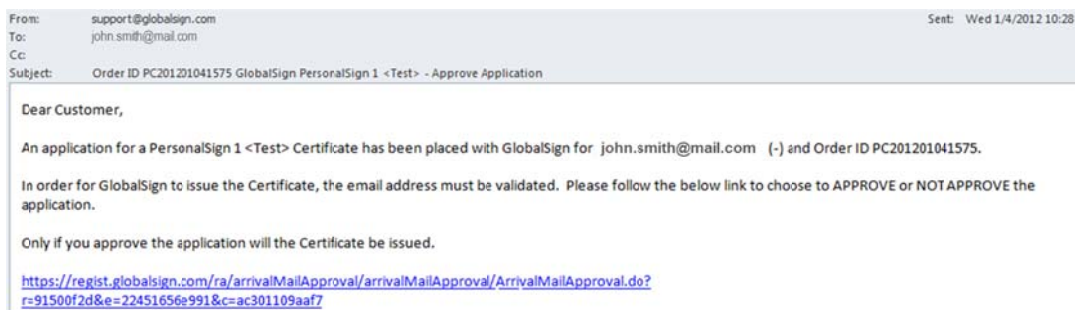 From: support@globalsign.com Sent: Wed 1/4/2012 10:28
To: john.smith@mail.com
Cc:
Subject: Order ID PC201201041575 GlobalSign PersonalSign 1 <Test> - Approve Application
Dear Customer,
An application for a PersonalSign 1 <Test> Certificate has been placed with GlobalSign for john.smith@mail.com (-) and Order ID PC201201041575.
In order for GlobalSign to issue the Certificate, the email address must be validated. Please follow the below link to choose to APPROVE or NOT APPROVE the
application.
Only if you approve the application will the Certificate be issued.
https://regist.globalsign.com/ra/arrivalMailApproval/arrivalMailApproval/ArrivalMailApproval.do?
r=91500f2d&e=22451656e991&c=ac301109aaf7